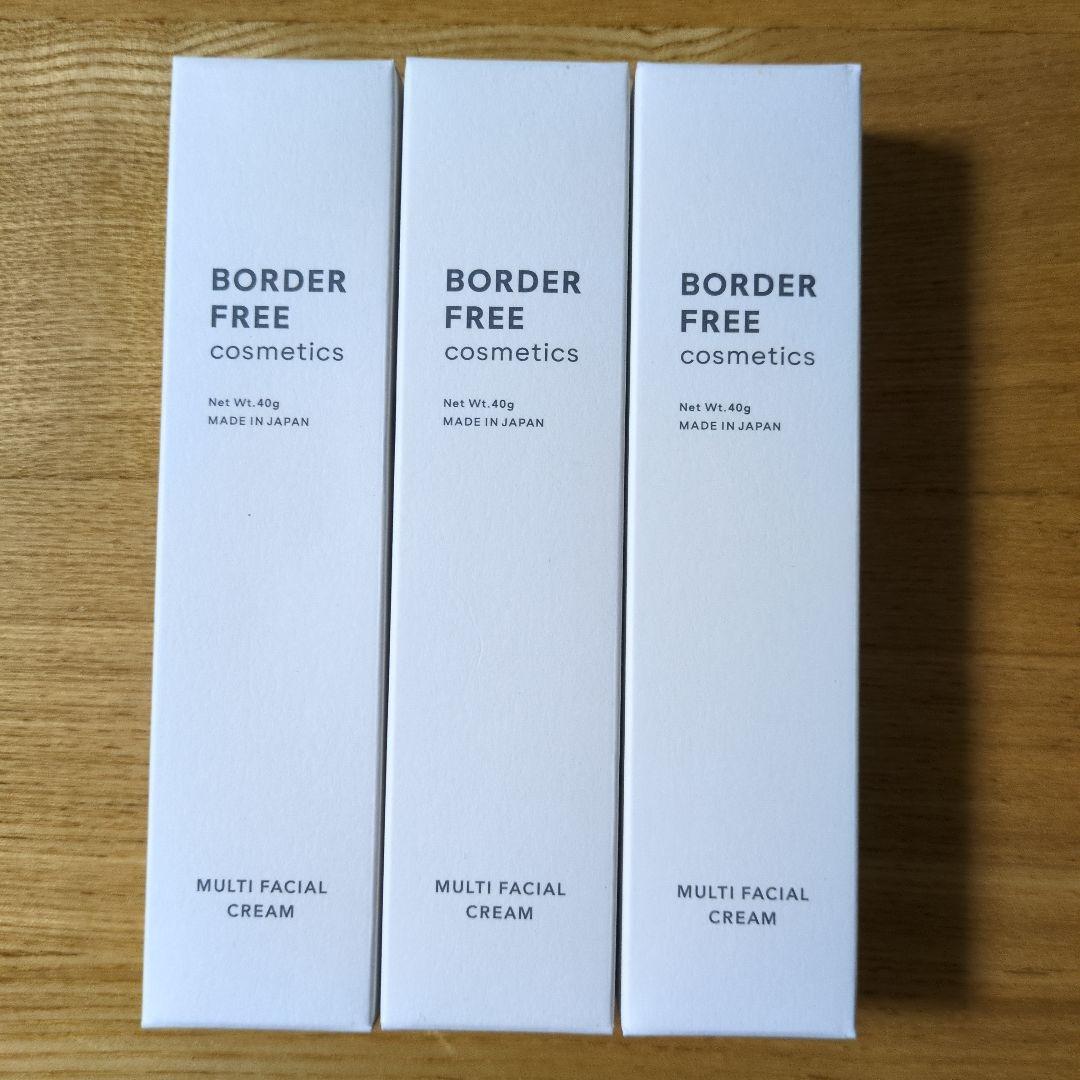 BORDER
FREE
cosmetics
Net Wt.40g
MADE IN JAPAN
MULTI FACIAL
CREAM
BORDER
FREE
cosmetics
Net Wt.40g
MADE IN JAPAN
MULTI FACIAL
CREAM
BORDER
FREE
cosmetics
Net Wt.40g
MADE IN JAPAN
MULTI FACIAL
CREAM